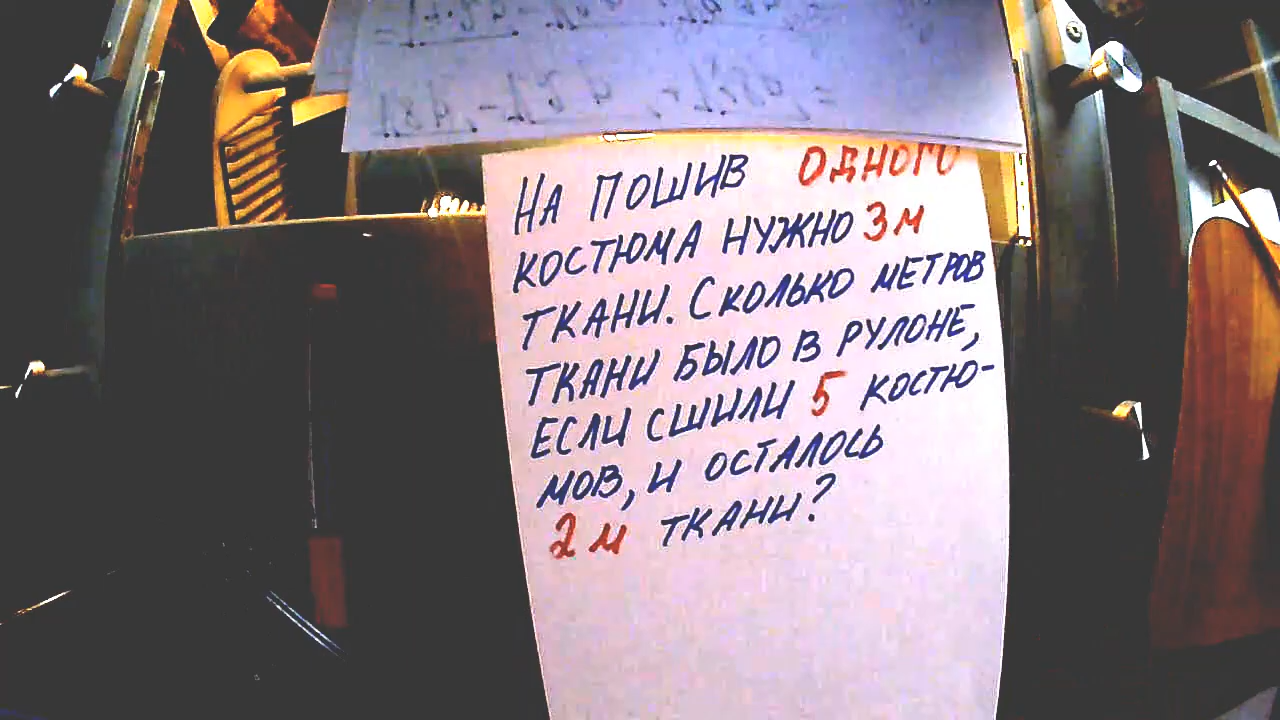 НА ПОШИВ ОДНОГО
КОСТЮМА НУЖНО 3 м
ТКАНИ. СКОЛЬКО МЕТРОВ
ТКАНИ БЫЛО В РУЛОНЕ,
ЕСЛИ СШИЛИ 5 КОСТЮ-
МОВ, И ОСТАЛОСЬ
2 м ТКАНИ?